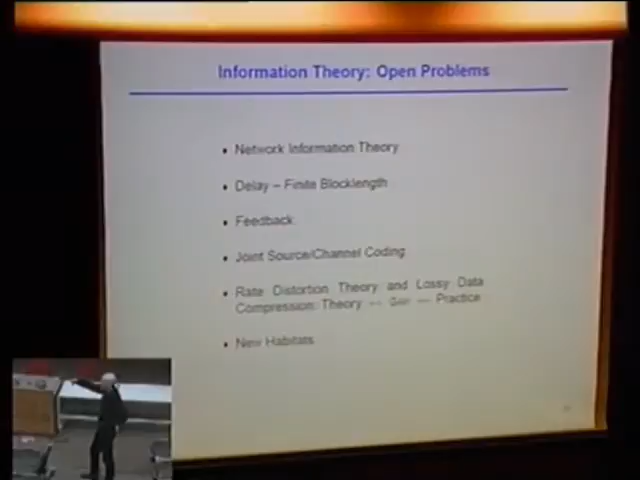 Information Theory: Open Problems
• Network Information Theory
• Delay – Finite Blocklength
• Feedback
• Joint Source/Channel Coding
• Rate Distortion Theory and Lossy Data
Compression: Theory ↔ Gap ↔ Practice
• New Habitats